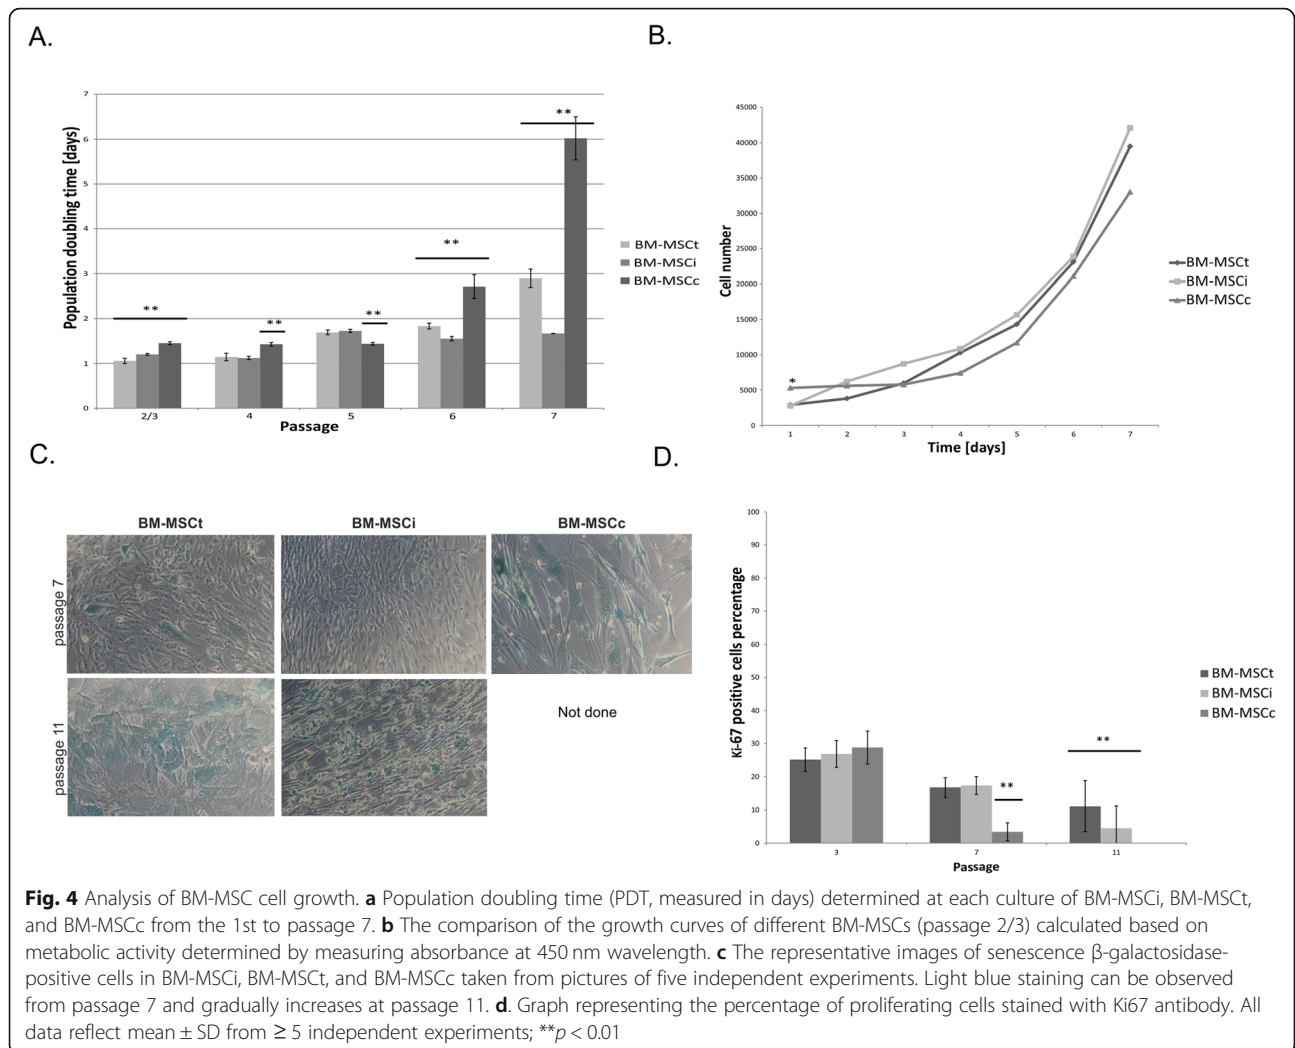 A.
7
6
5
4
3
2
1
0
Population doubling time [days]
**
**
**
**
**
2/3 4 5 6 7
Passage
BM-MSCt
BM-MSCi
BM-MSCc
B.
45000
40000
35000
30000
25000
20000
15000
10000
5000
0
Cell number
*
1 2 3 4 5 6 7
Time [days]
BM-MSCt
BM-MSCi
BM-MSCc
C.
BM-MSCt BM-MSCi BM-MSCc
passage 7
passage 11
Not done
D.
100
90
80
70
60
50
40
30
20
10
0
Ki-67 positive cells percentage
**
**
3 7 11
Passage
BM-MSCt
BM-MSCi
BM-MSCc
Fig. 4 Analysis of BM-MSC cell growth. a Population doubling time (PDT, measured in days) determined at each culture of BM-MSCi, BM-MSCt,
and BM-MSCc from the 1st to passage 7. b The comparison of the growth curves of different BM-MSCs (passage 2/3) calculated based on
metabolic activity determined by measuring absorbance at 450 nm wavelength. c The representative images of senescence β-galactosidase-
positive cells in BM-MSCi, BM-MSCt, and BM-MSCc taken from pictures of five independent experiments. Light blue staining can be observed
from passage 7 and gradually increases at passage 11. d. Graph representing the percentage of proliferating cells stained with Ki67 antibody. All
data reflect mean ± SD from ≥ 5 independent experiments; **p < 0.01